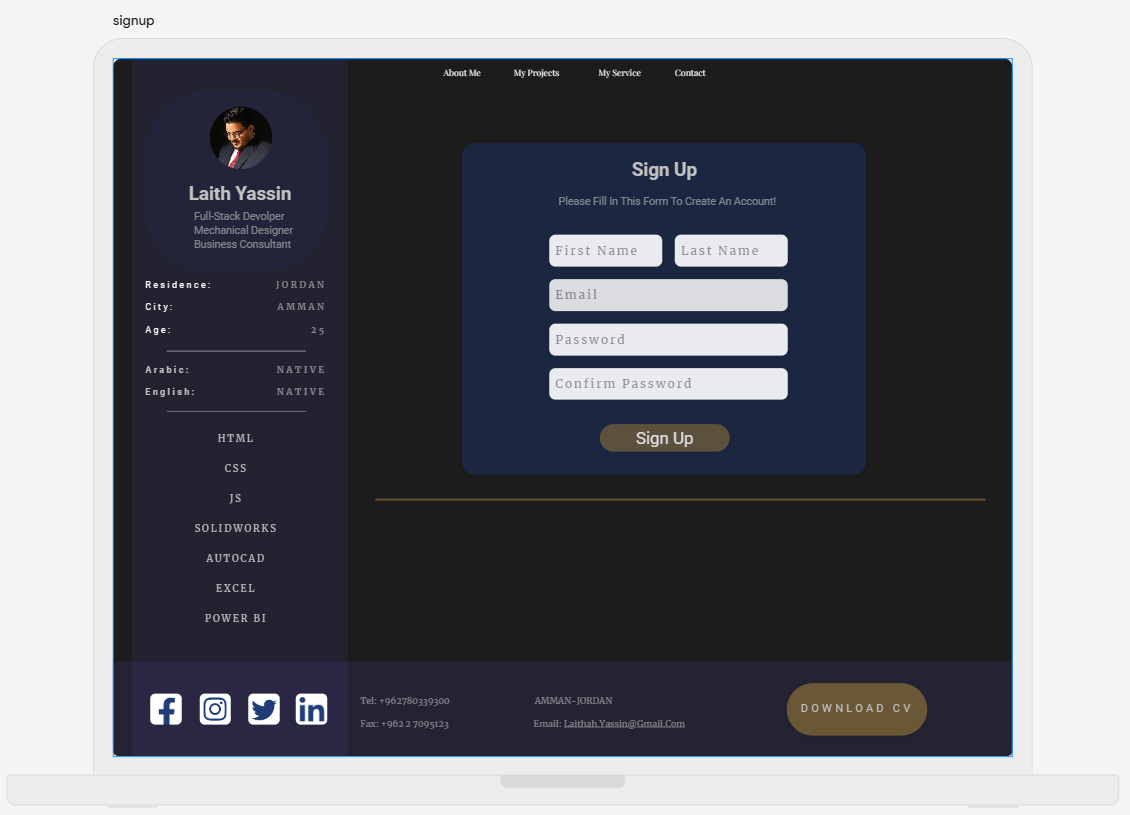 signup
About Me My Projects My Service Contact
Laith Yassin
Full-Stack Devolper
Mechanical Designer
Business Consultant
Residence: JORDAN
City: AMMAN
Age: 25
Arabic: NATIVE
English: NATIVE
HTML
CSS
JS
SOLIDWORKS
AUTOCAD
EXCEL
POWER BI
Sign Up
Please Fill In This Form To Create An Account!
First Name Last Name
Email
Password
Confirm Password
Sign Up
Tel: +962780339300 AMMAN-JORDAN
Fax: +962 2 7095123 Email: Laithah.Yassin@Gmail.Com
DOWNLOAD CV